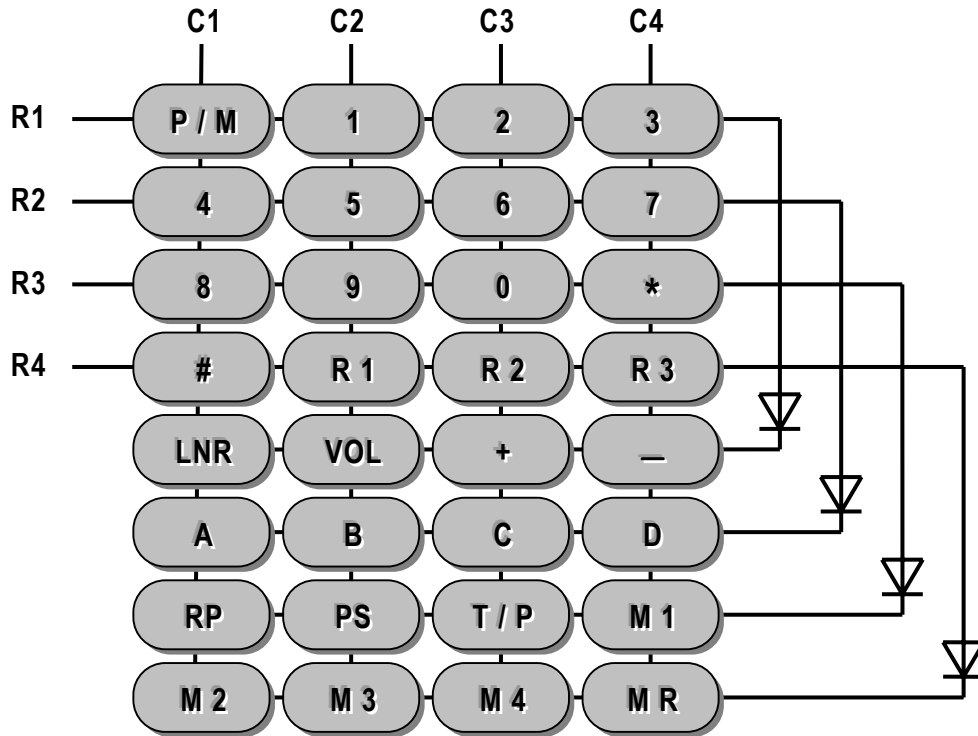 C1 C2 C3 C4
R1 P / M 1 2 3
R2 4 5 6 7
R3 8 9 0 *
R4 # R 1 R 2 R 3
LNR VOL + —
A B C D
RP PS T / P M 1
M 2 M 3 M 4 M R